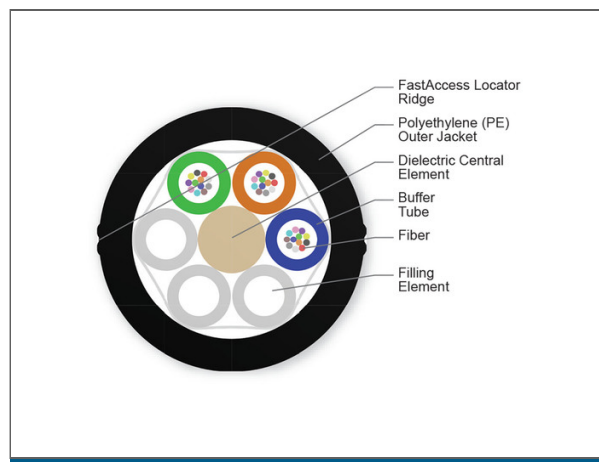 FastAccess Locator
Ridge
Polyethylene (PE)
Outer Jacket
Dielectric Central
Element
Buffer
Tube
Fiber
Filling
Element